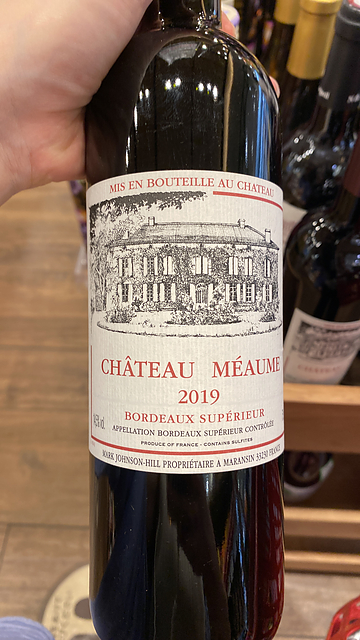 MIS EN BOUTEILLE AU CHATEAU
CHÂTEAU MÉAUME
2019
BORDEAUX SUPÉRIEUR
APPELLATION BORDEAUX SUPÉRIEUR CONTRÔLÉE
PRODUCE OF FRANCE - CONTAINS SULFITES
MARK JOHNSON-HILL PROPRIÉTAIRE A MARANSIN 33230 FRANCE